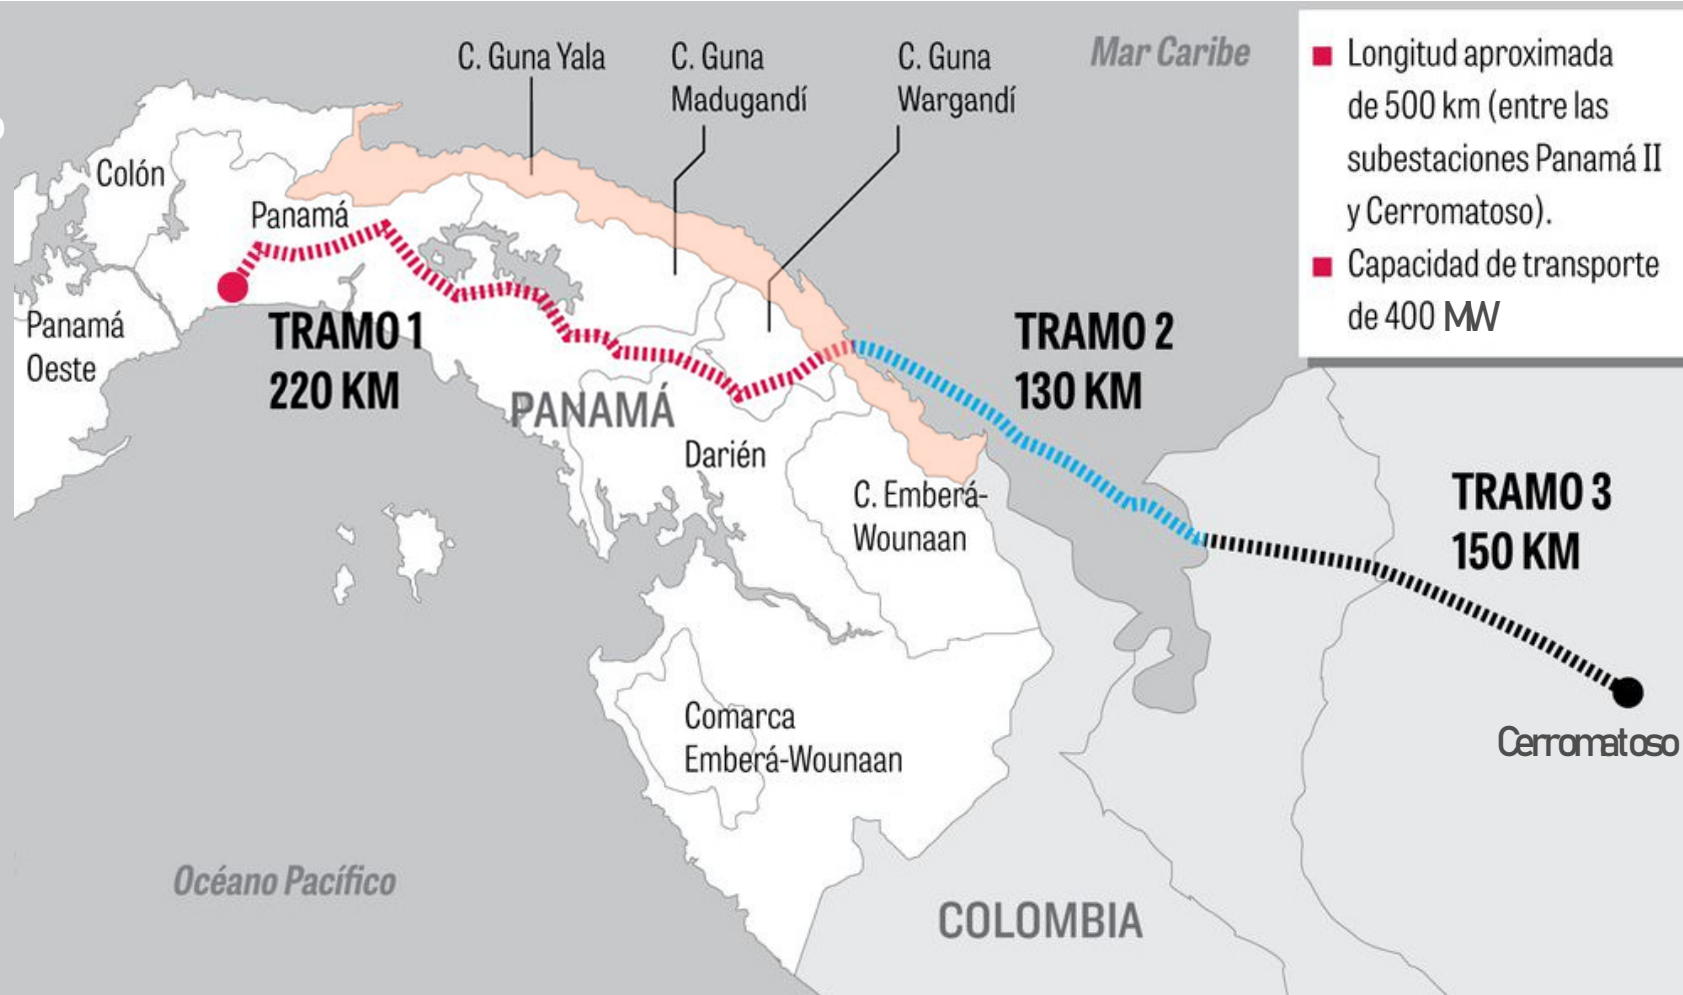 C. Guna Yala
C. Guna
Madugandí
C. Guna
Wargandí
Mar Caribe
Longitud aproximada
de 500 km (entre las
subestaciones Panamá II
y Cerromatoso).
Capacidad de transporte
de 400 MW
Colón
Panamá
Panamá
Oeste
TRAMO 1
220 KM
PANAMÁ
TRAMO 2
130 KM
Darién
C. Emberá-
Wounaan
TRAMO 3
150 KM
Comarca
Emberá-Wounaan
Cerromatoso
Océano Pacífico
COLOMBIA